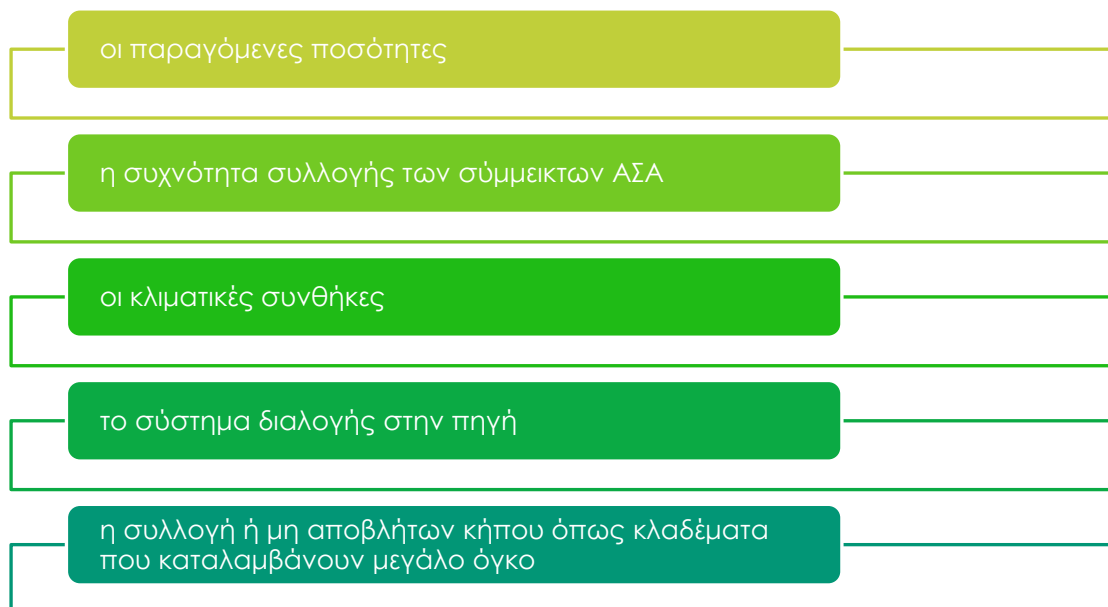 οι παραγόμενες ποσότητες
η συχνότητα συλλογής των σύμμεικτων ΑΣΑ
οι κλιματικές συνθήκες
το σύστημα διαλογής στην πηγή
η συλλογή ή μη αποβλήτων κήπου όπως κλαδέματα
που καταλαμβάνουν μεγάλο όγκο